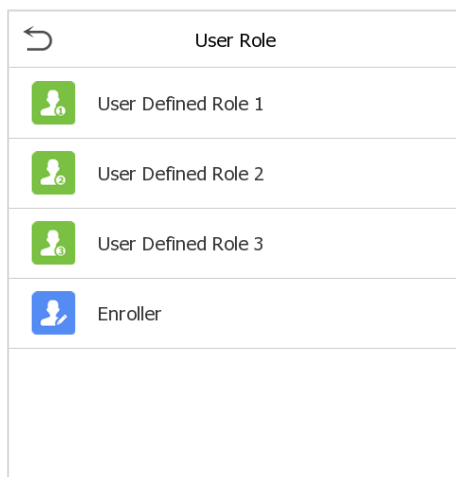 User Role
User Defined Role 1
User Defined Role 2
User Defined Role 3
Enroller